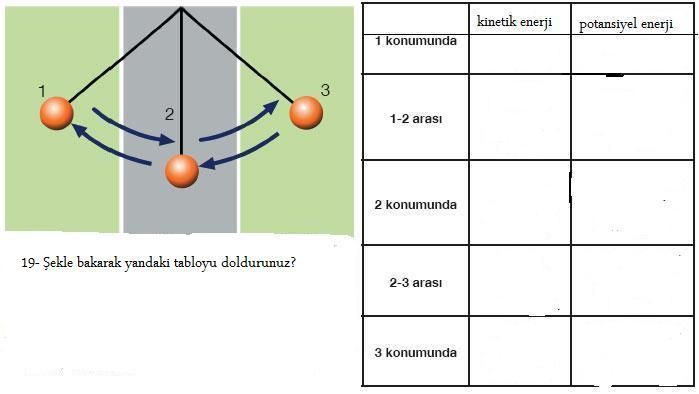 1
2
3
19- Şekle bakarak yandaki tabloyu doldurunuz?
kinetik enerji potansiyel enerji
1 konumunda
1-2 arası
2 konumunda
2-3 arası
3 konumunda